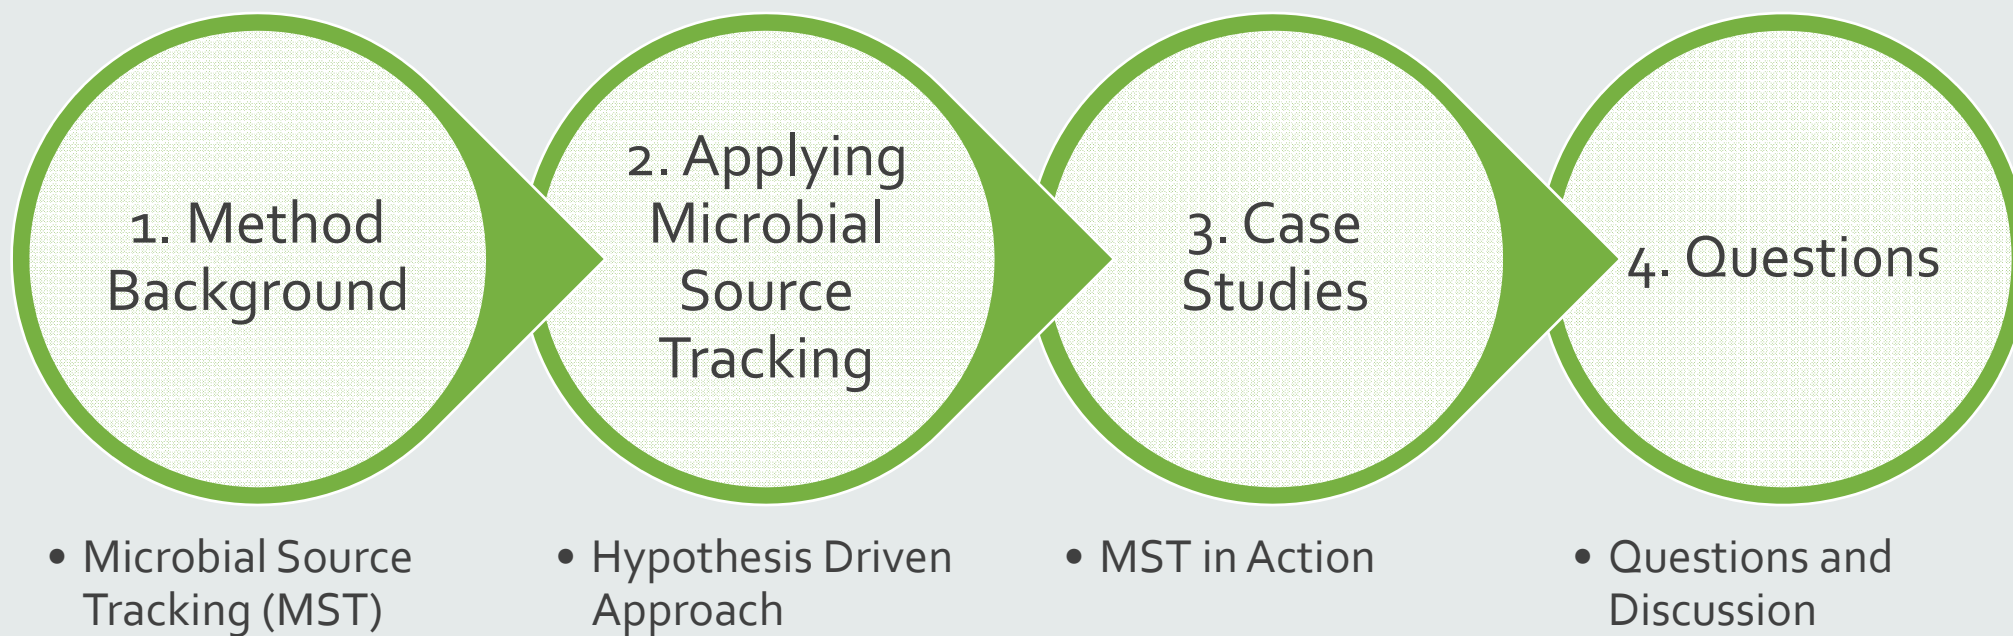 1. Method
Background
2. Applying
Microbial
Source
Tracking
3. Case
Studies
4. Questions
• Microbial Source
Tracking (MST)
• Hypothesis Driven
Approach
• MST in Action
• Questions and
Discussion